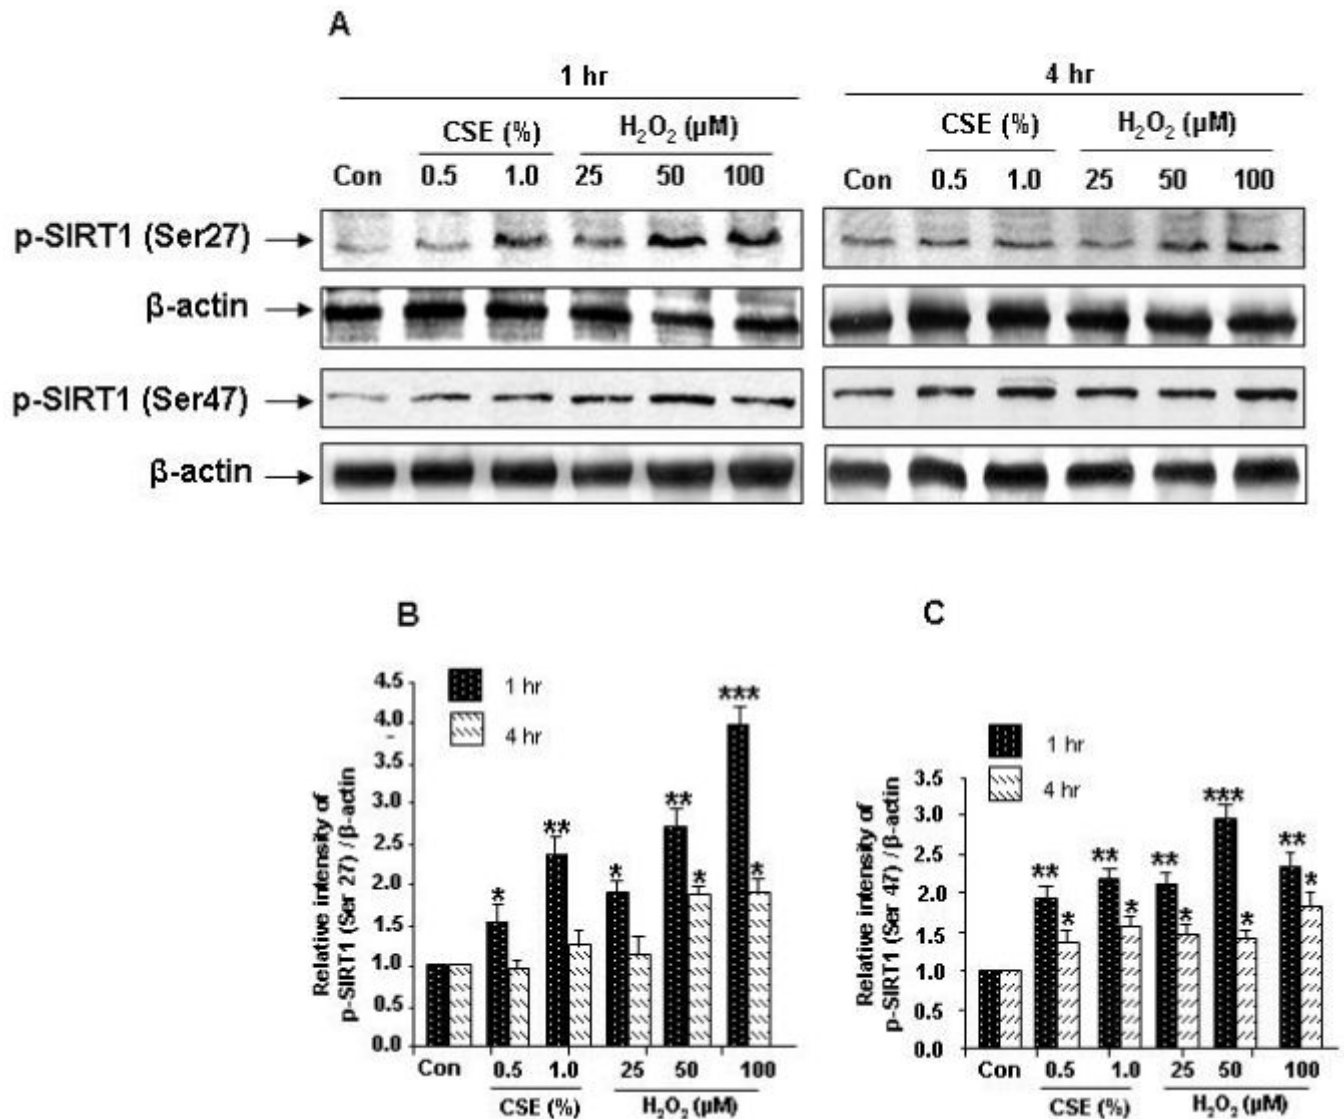 A
1 hr
4 hr
CSE (%)
H₂O₂ (µM)
CSE (%)
H₂O₂ (µM)
Con 0.5 1.0 25 50 100
Con 0.5 1.0 25 50 100
p-SIRT1 (Ser27)
β-actin
p-SIRT1 (Ser47)
β-actin
B
Relative intensity of
p-SIRT1 (Ser 27) /β-actin
4.5
4.0
3.5
3.0
2.5
2.0
1.5
1.0
0.5
0.0
1 hr
4 hr
*
**
*
**
*
***
*
Con 0.5 1.0 25 50 100
CSE (%)
H₂O₂ (µM)
C
Relative intensity of
p-SIRT1 (Ser 47) /β-actin
3.5
3.0
2.5
2.0
1.5
1.0
0.5
0.0
1 hr
4 hr
**
*
**
*
**
*
***
*
**
*
Con 0.5 1.0 25 50 100
CSE (%)
H₂O₂ (µM)